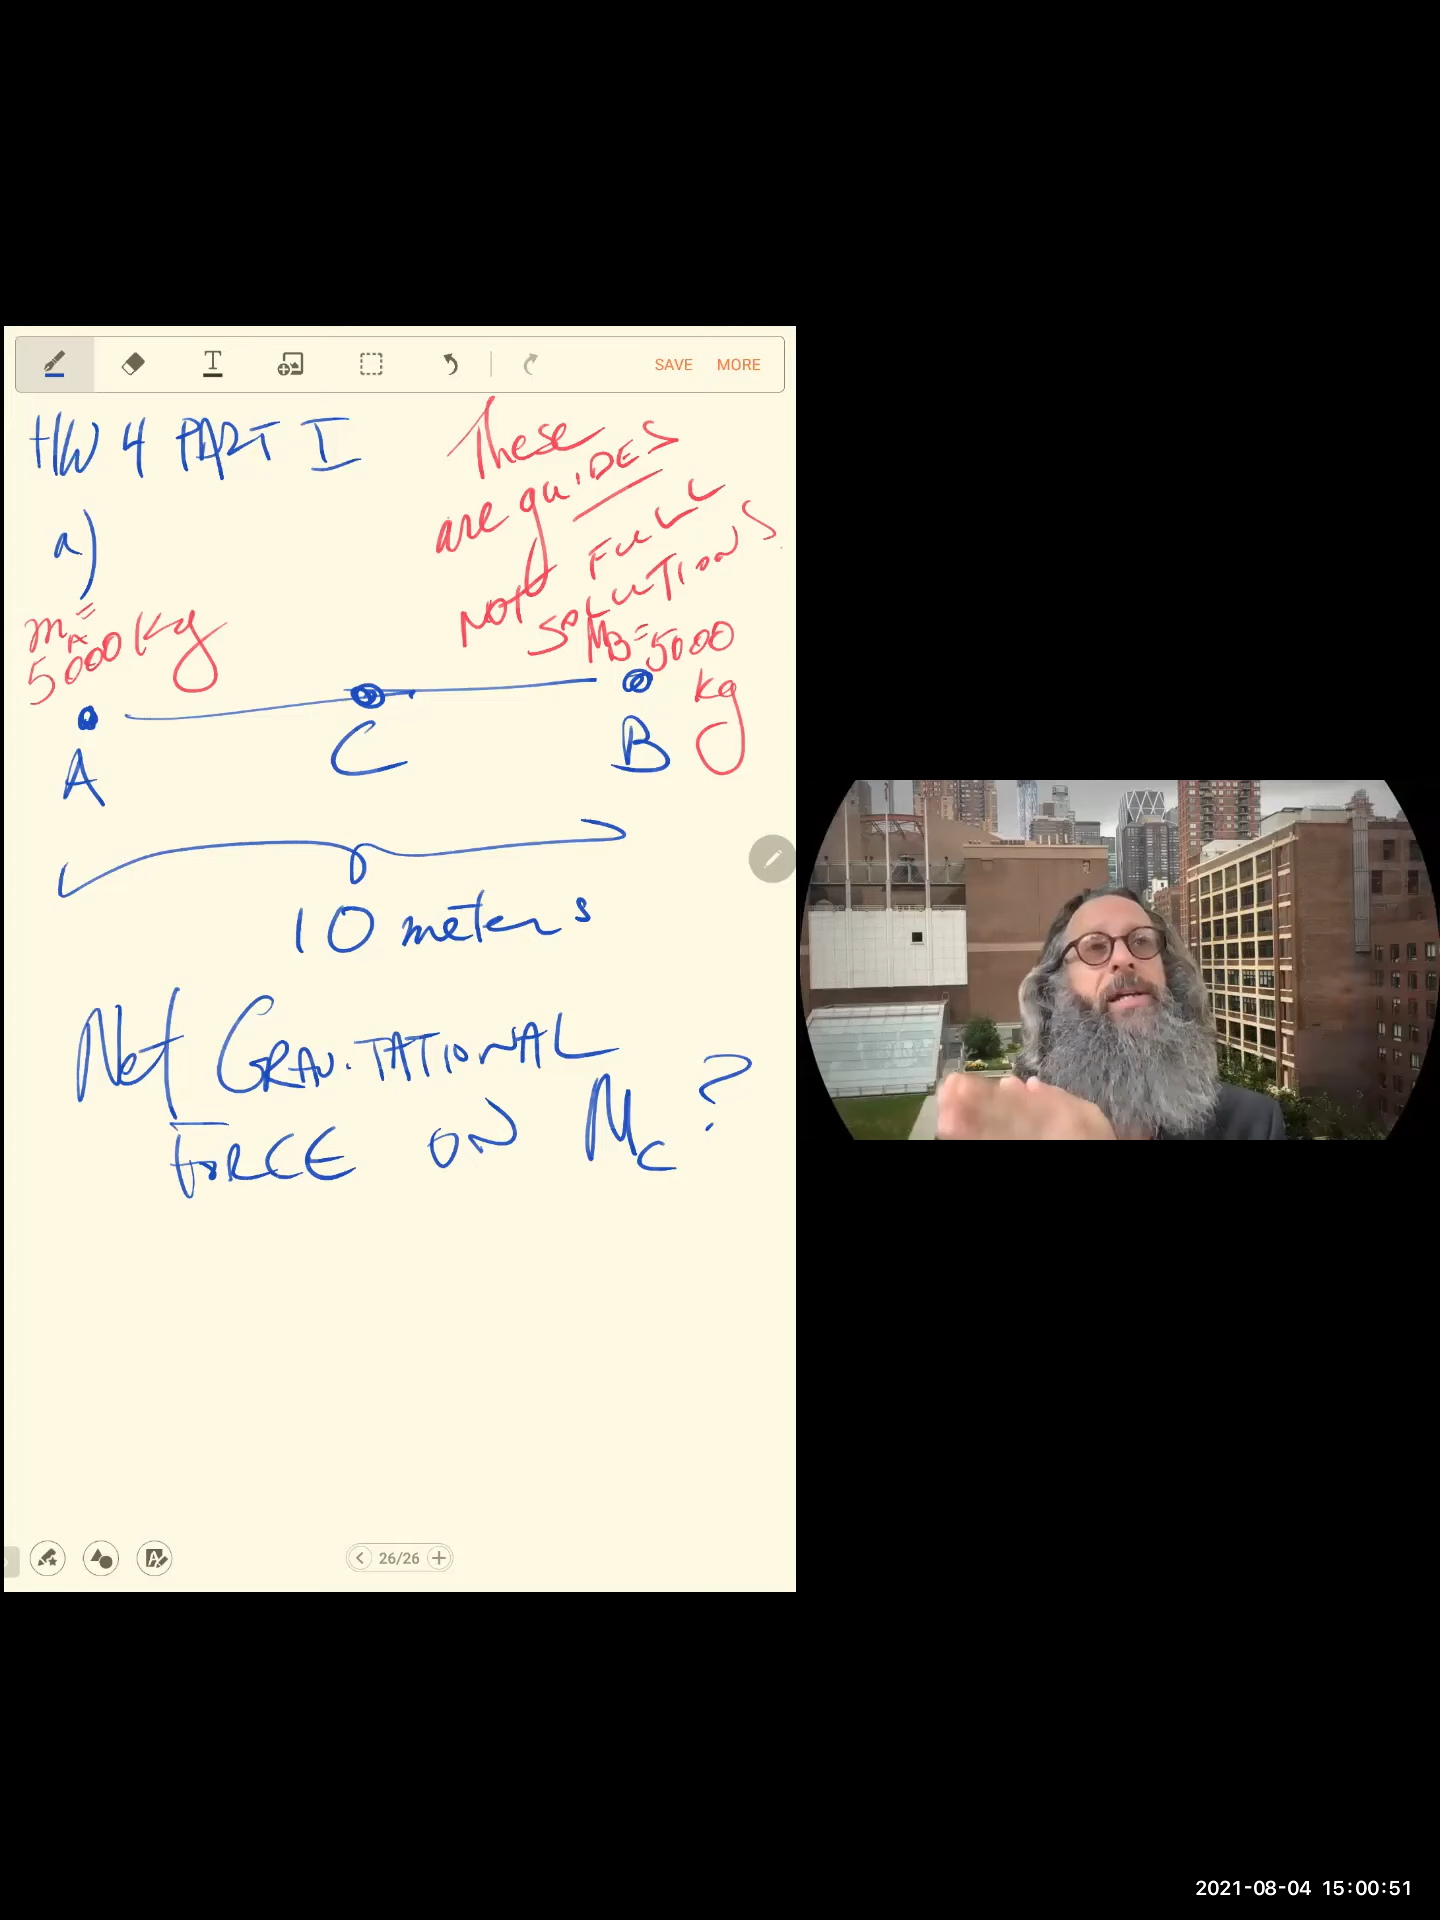 SAVE MORE
HW 4 PART I
These
are guiDES
Not FULL
SOLUTIONS
a)
mA=
5000 kg
MB=5000
kg
A
C
B
10 meters
Net GRAVITATIONAL
FORCE ON MC?
26/26
2021-08-04 15:00:51